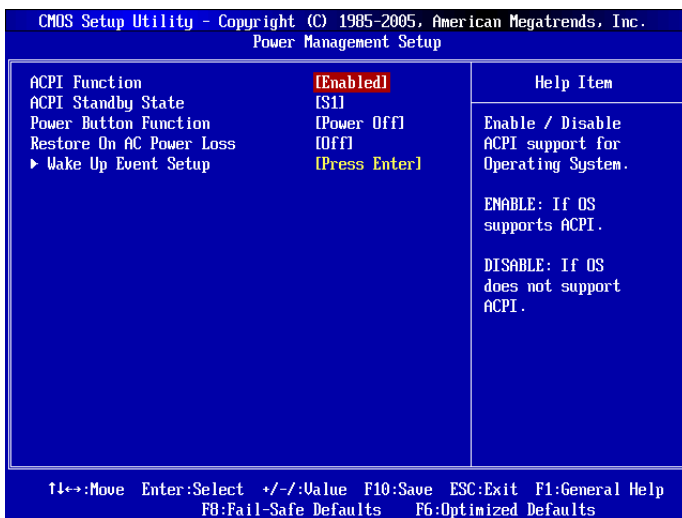 CMOS Setup Utility - Copyright (C) 1985-2005, American Megatrends, Inc.
Power Management Setup
ACPI Function [Enabled]
ACPI Standby State [S1]
Power Button Function [Power Off]
Restore On AC Power Loss [Off]
▶ Wake Up Event Setup [Press Enter]
Help Item
Enable / Disable
ACPI support for
Operating System.
ENABLE: If OS
supports ACPI.
DISABLE: If OS
does not support
ACPI.
↑↓←→:Move Enter:Select +/-/:Value F10:Save ESC:Exit F1:General Help
F8:Fail-Safe Defaults F6:Optimized Defaults